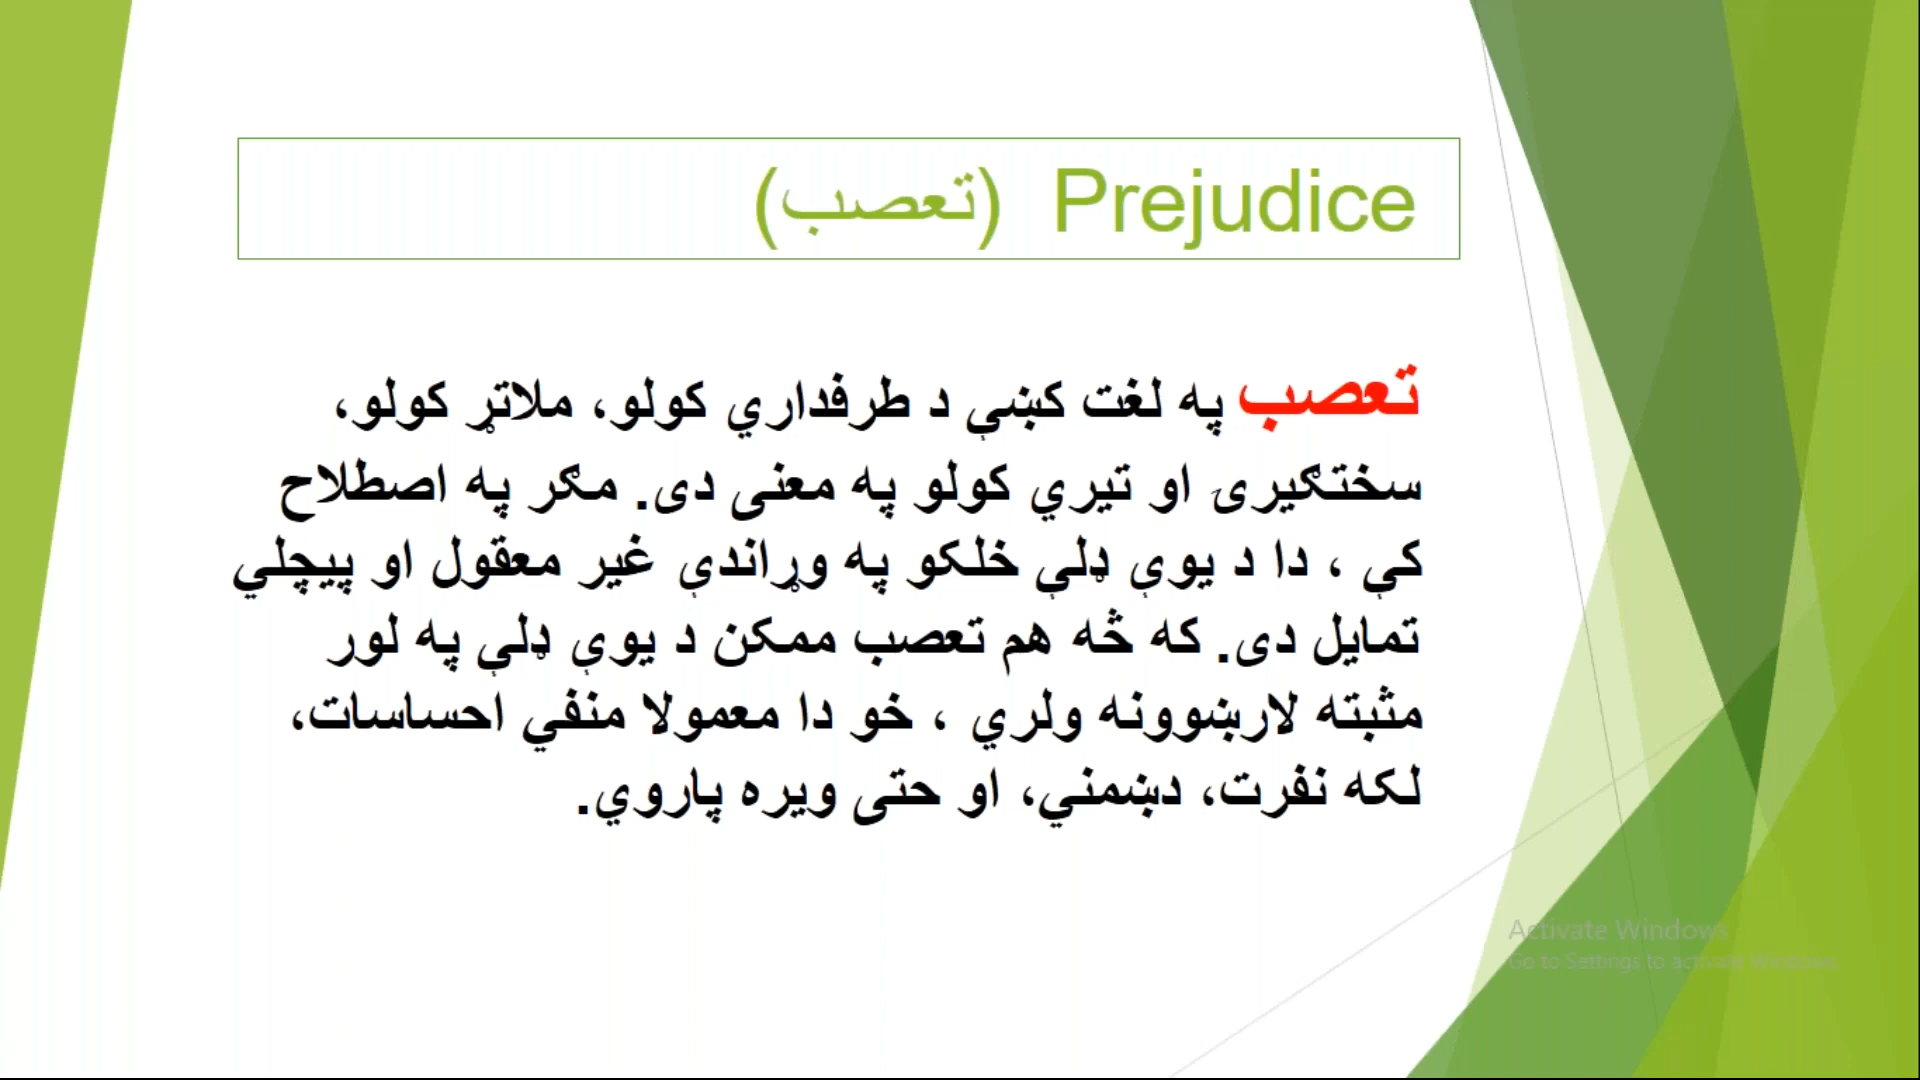 Prejudice (تعصب)
تعصب په لغت کښې د طرفداري کولو، ملاتړ کولو،
سختګیرۍ او تیري کولو په معنی دی. مګر په اصطلاح
کې ، دا د یوې ډلې خلکو په وړاندې غیر معقول او پیچلي
تمایل دی. که څه هم تعصب ممکن د یوې ډلې په لور
مثبته لارښوونه ولري ، خو دا معمولا منفي احساسات،
لکه نفرت، دښمني، او حتی ویره پاروي.
Activate Windows
Go to Settings to activate Windows.